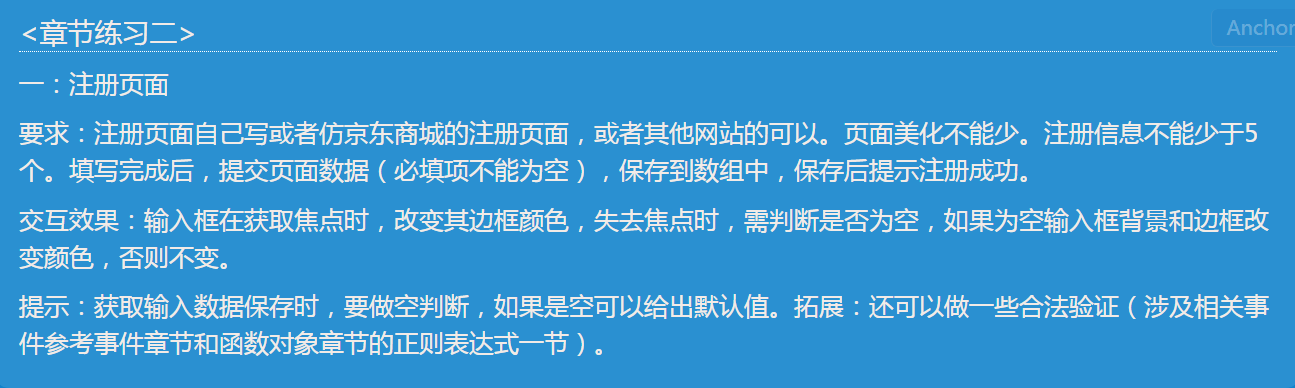 <章节练习二>
Anchor
一：注册页面
要求：注册页面自己写或者仿京东商城的注册页面，或者其他网站的可以。页面美化不能少。注册信息不能少于5
个。填写完成后，提交页面数据（必填项不能为空），保存到数组中，保存后提示注册成功。
交互效果：输入框在获取焦点时，改变其边框颜色，失去焦点时，需判断是否为空，如果为空输入框背景和边框改
变颜色，否则不变。
提示：获取输入数据保存时，要做空判断，如果是空可以给出默认值。拓展：还可以做一些合法验证（涉及相关事
件参考事件章节和函数对象章节的正则表达式一节）。